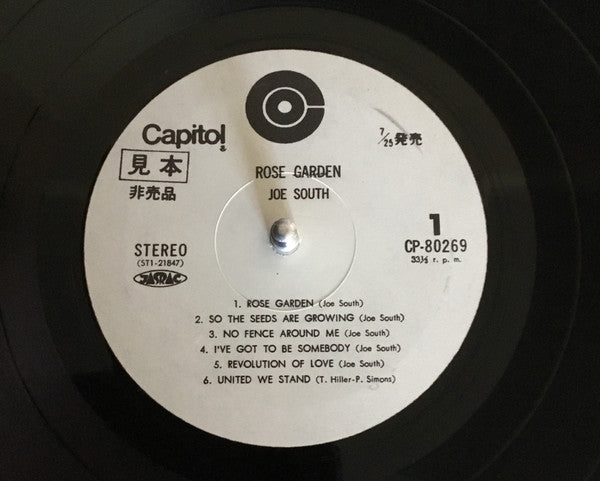 Capitol®
見本
非売品
7/25発売
ROSE GARDEN
JOE SOUTH
STEREO
(ST1-21847)
JASRAC
1
CP-80269
33⅓ r. p. m.
1. ROSE GARDEN (Joe South)
2. SO THE SEEDS ARE GROWING (Joe South)
3. NO FENCE AROUND ME (Joe South)
4. I'VE GOT TO BE SOMEBODY (Joe South)
5. REVOLUTION OF LOVE (Joe South)
6. UNITED WE STAND (T. Hiller-P. Simons)